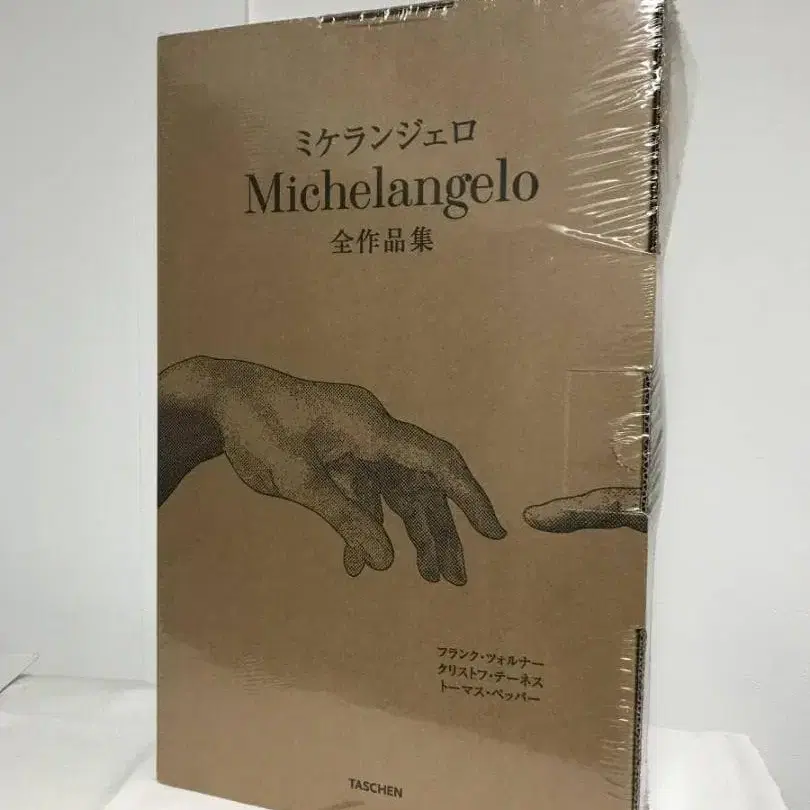 ミケランジェロ
Michelangelo
全作品集
フランク・ツォルナー
クリストフ・テーネス
トーマス・ペッパー
TASCHEN